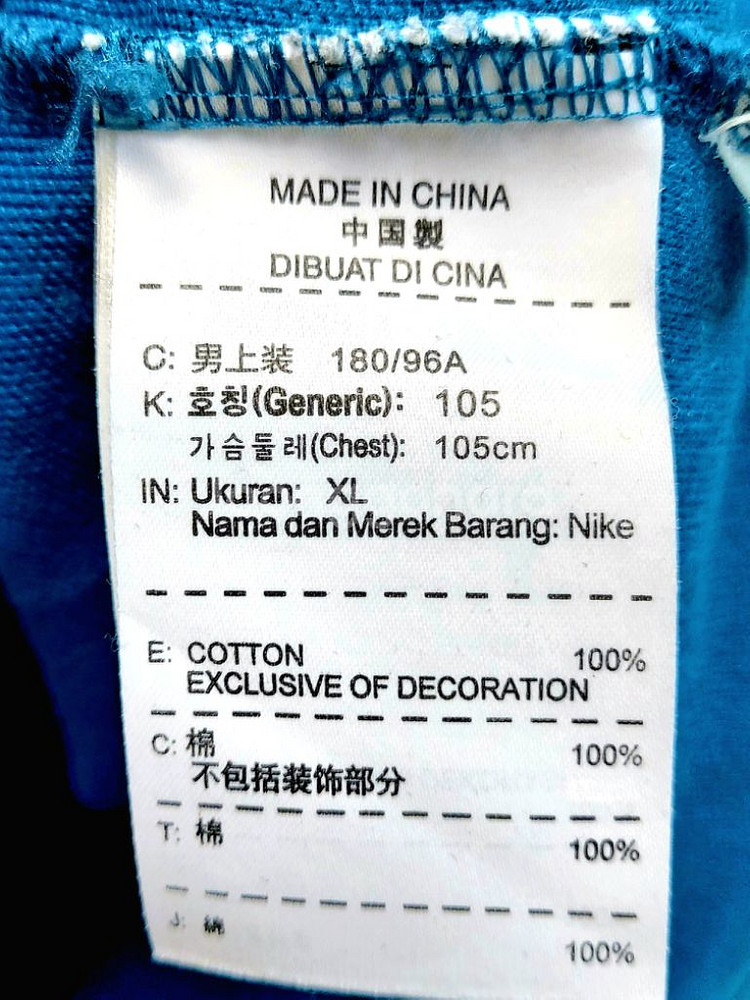 MADE IN CHINA
中国製
DIBUAT DI CINA
C: 男上装 180/96A
K: 호칭(Generic): 105
가슴둘레(Chest): 105cm
IN: Ukuran: XL
Nama dan Merek Barang: Nike
E: COTTON 100%
EXCLUSIVE OF DECORATION
C: 棉 100%
不包括装饰部分
T: 棉 100%
J: 綿 100%